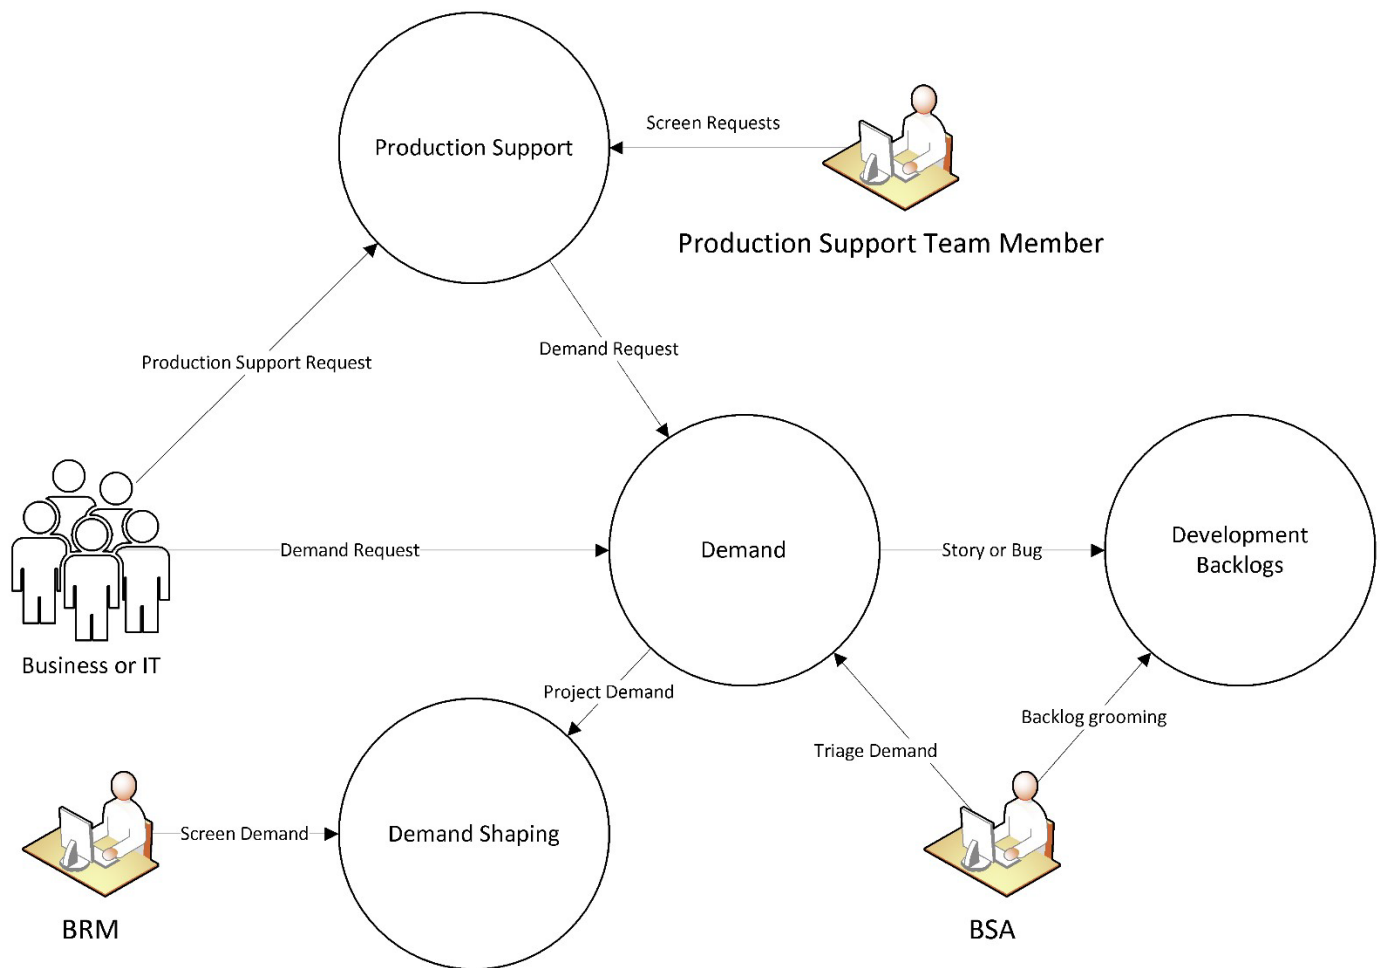 Production Support
Screen Requests
Production Support Team Member
Production Support Request
Demand Request
Demand Request
Demand
Story or Bug
Development
Backlogs
Business or IT
Project Demand
Backlog grooming
Triage Demand
Screen Demand
Demand Shaping
BRM
BSA